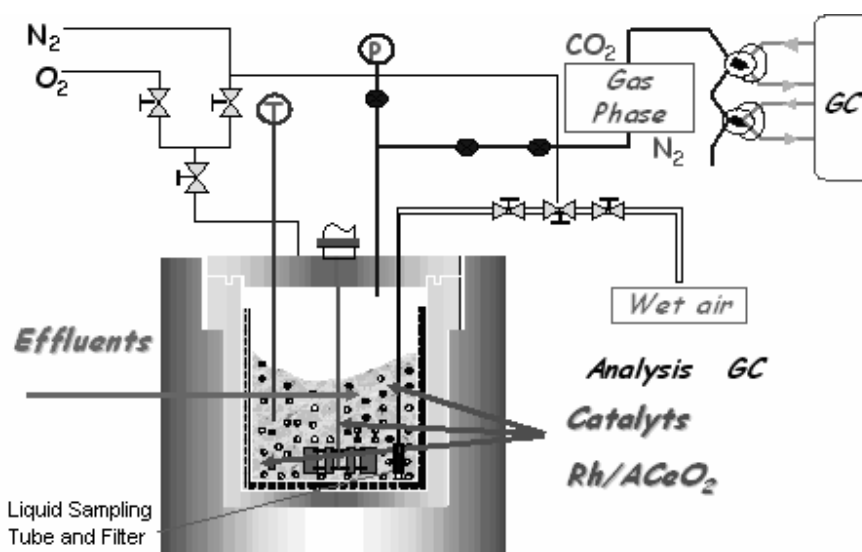 N2
O2
T
P
CO2
Gas
Phase
N2
GC
Wet air
Effluents
Analysis GC
Catalyts
Rh/ACeO2
Liquid Sampling
Tube and Filter